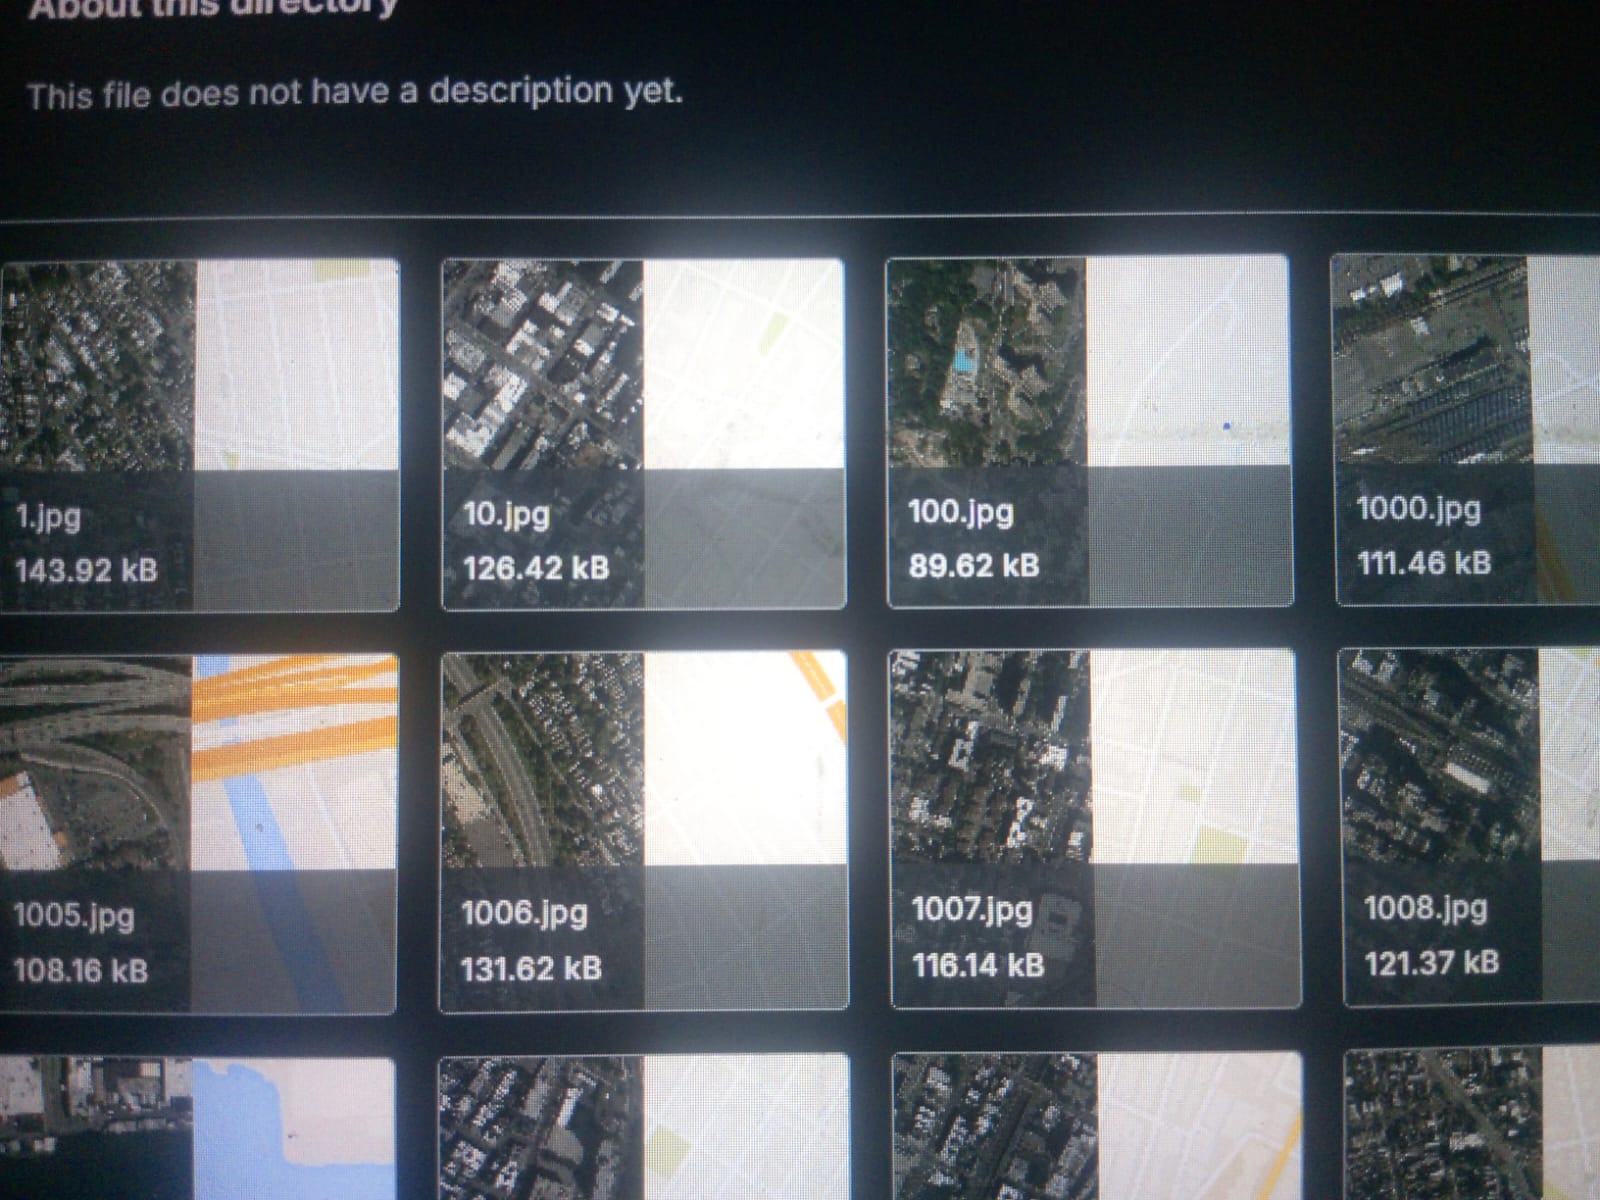 About this directory
This file does not have a description yet.
1.jpg
143.92 kB
10.jpg
126.42 kB
100.jpg
89.62 kB
1000.jpg
111.46 kB
1005.jpg
108.16 kB
1006.jpg
131.62 kB
1007.jpg
116.14 kB
1008.jpg
121.37 kB